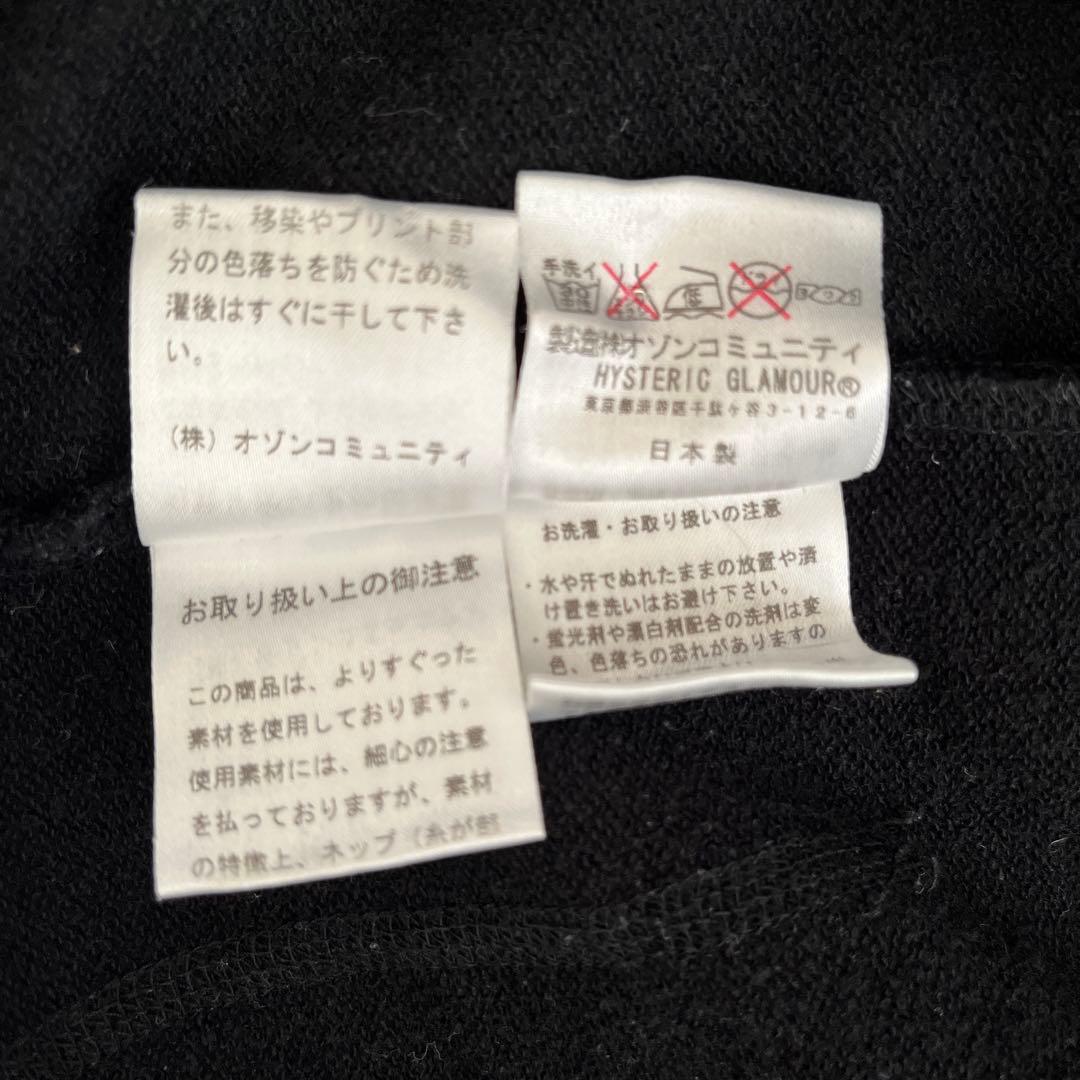 また、移染やプリント部
分の色落ちを防ぐため洗
濯後はすぐに干して下さ
い。
(株) オゾンコミュニティ
お取り扱い上の御注意
この商品は、よりすぐった
素材を使用しております。
使用素材には、細心の注意
を払っておりますが、素材
の特徴上、ネップ（糸が部
手洗イ
低
製造㈱オゾンコミュニティ
HYSTERIC GLAMOUR®
東京都渋谷区千駄ヶ谷3-12-6
日本製
お洗濯・お取り扱いの注意
・水や汗でぬれたままの放置や漬
け置き洗いはお避け下さい。
・蛍光剤や漂白剤配合の洗剤は変
色、色落ちの恐れがありますの